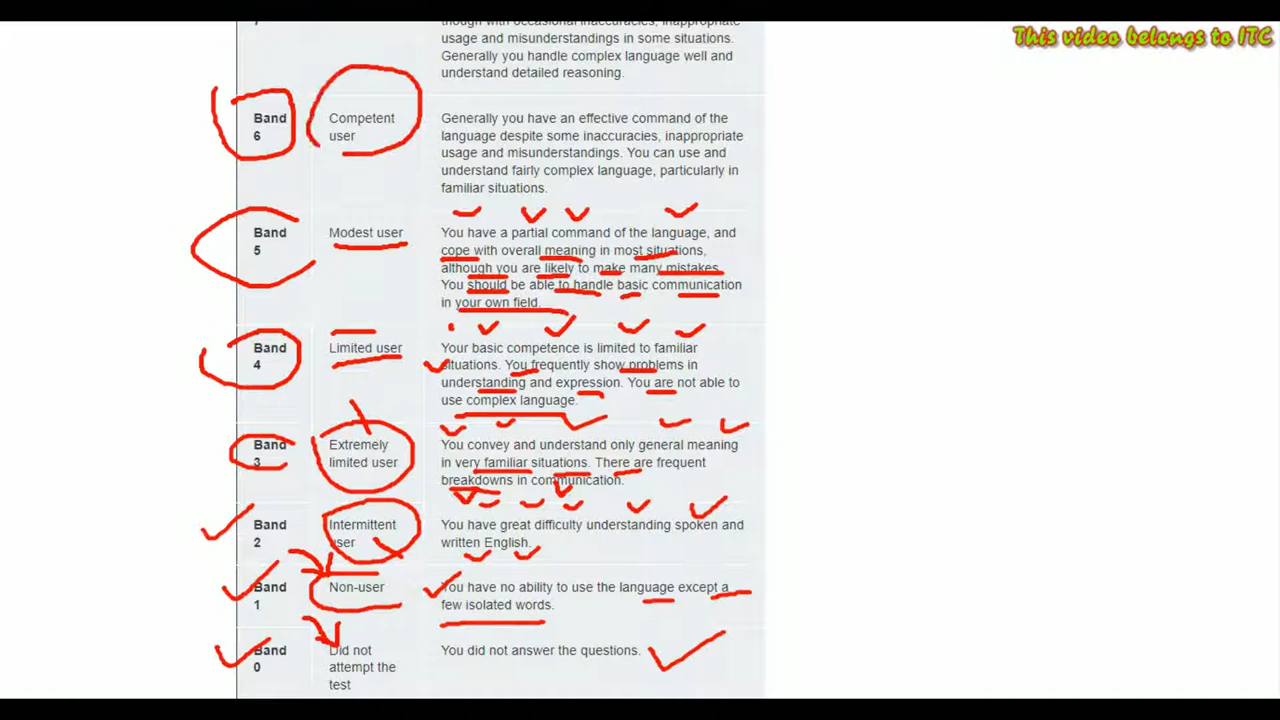 This video belongs to ITC
though with occasional inaccuracies, inappropriate
usage and misunderstandings in some situations.
Generally you handle complex language well and
understand detailed reasoning.
Band
6
Competent
user
Generally you have an effective command of the
language despite some inaccuracies, inappropriate
usage and misunderstandings. You can use and
understand fairly complex language, particularly in
familiar situations.
Band
5
Modest user
You have a partial command of the language, and
cope with overall meaning in most situations,
although you are likely to make many mistakes.
You should be able to handle basic communication
in your own field.
Band
4
Limited user
Your basic competence is limited to familiar
situations. You frequently show problems in
understanding and expression. You are not able to
use complex language.
Band
3
Extremely
limited user
You convey and understand only general meaning
in very familiar situations. There are frequent
breakdowns in communication.
Band
2
Intermittent
user
You have great difficulty understanding spoken and
written English.
Band
1
Non-user
You have no ability to use the language except a
few isolated words.
Band
0
Did not
attempt the
test
You did not answer the questions.